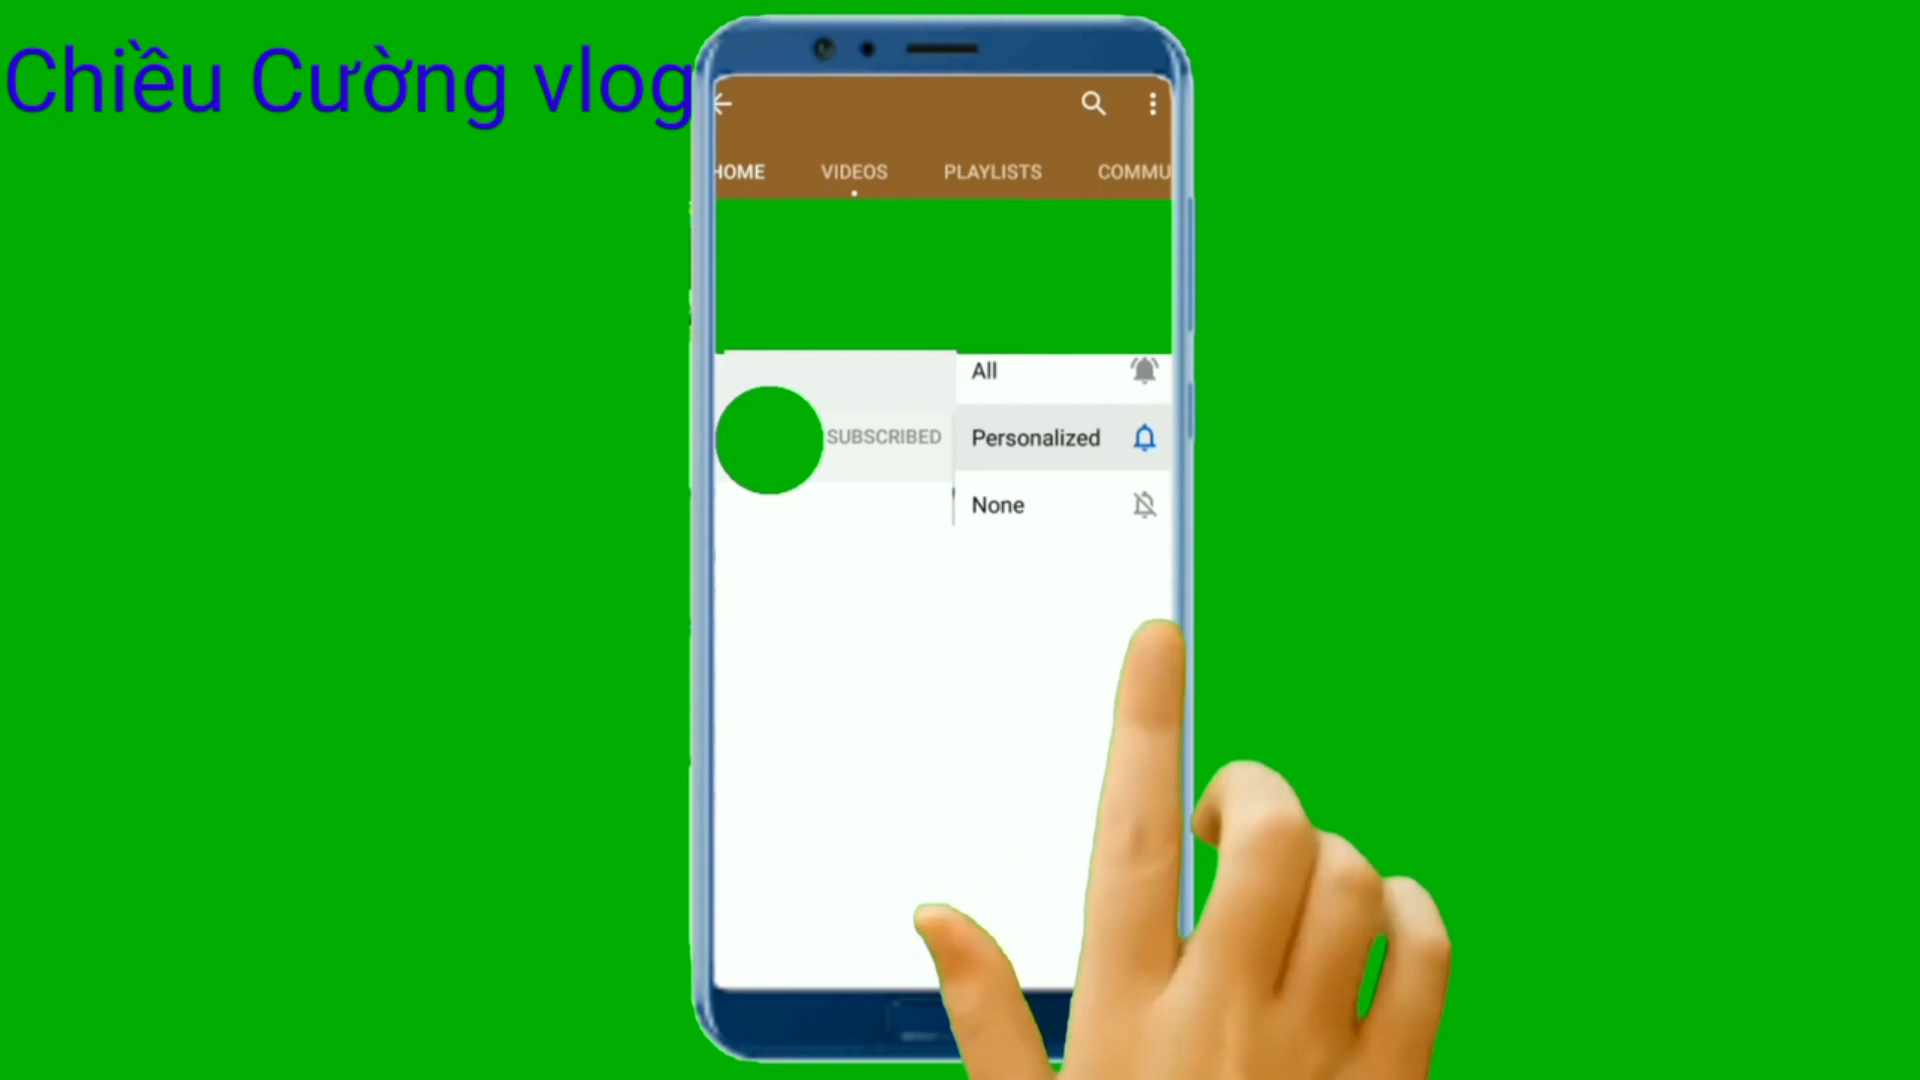 Chiều Cường vlog
HOME VIDEOS PLAYLISTS COMMU
All
SUBSCRIBED Personalized
None